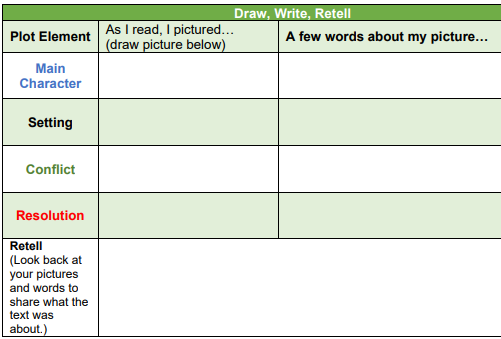 Draw, Write, Retell
Plot Element
As I read, I pictured…
(draw picture below)
A few words about my picture…
Main
Character
Setting
Conflict
Resolution
Retell
(Look back at
your pictures
and words to
share what the
text was
about.)